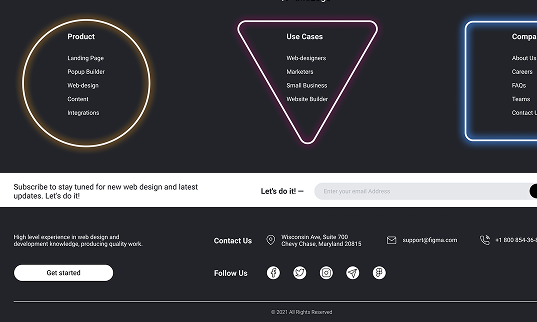 Product
Landing Page
Popup Builder
Web-design
Content
Integrations
Use Cases
Web-designers
Marketers
Small Business
Website Builder
About Us
Careers
FAQs
Teams
Contact
Subscribe to stay tuned for new web design and latest
updates. Let's do it!
Let's do it! —
Enter your email Address
High level experience in web design and
development knowledge, producing quality work.
Get started
Contact Us
Wisconsin Ave, Suite 700
Chevy Chase, Maryland 20815
support@figma.com
+1 800 854-36-
Follow Us
© 2021 All Rights Reserved